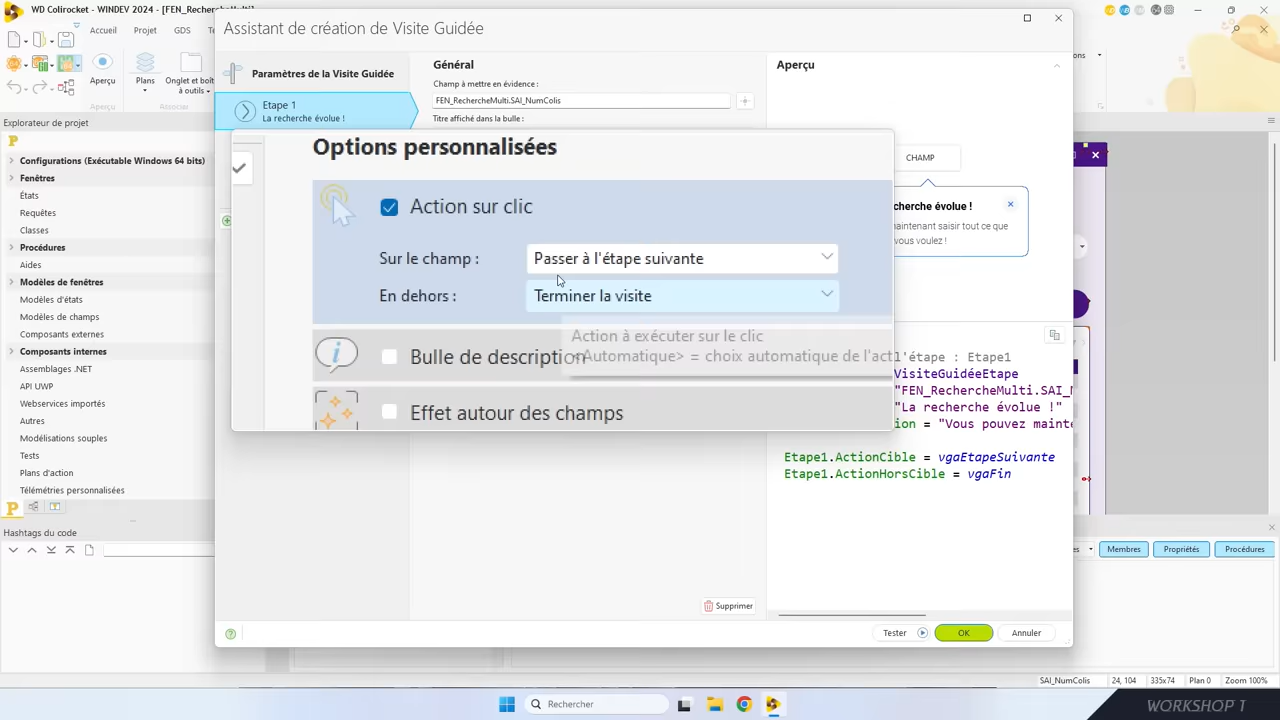 WD Colirocket - WINDEV 2024 - [FEN_RechercheMulti.
Accueil
Projet
GDS
Aperçu
Plans
Onglet et
à outils
Aperçu
Associer
Explorateur de projet
Configurations (Exécutable Windows 64 bits)
Fenêtres
États
Requêtes
Classes
Procédures
Aides
Modèles de fenêtres
Modèles d'états
Modèles de champs
Composants externes
Composants internes
Assemblages .NET
API UWP
Webservices importés
Autres
Modélisations souples
Tests
Plans d'action
Télémétries personnalisées
Hashtags du code
Assistant de création de Visite Guidée
Paramètres de la Visite Guidée
Etape 1
La recherche évolue !
Général
Champ à mettre en évidence :
FEN_RechercheMulti.SAI_NumColis
Titre affiché dans la bulle :
Options personnalisées
Action sur clic
Sur le champ :
Passer à l'étape suivante
En dehors :
Terminer la visite
Action à exécuter sur le clic
<Automatique> = choix automatique de l'act
Bulle de description
Effet autour des champs
Aperçu
CHAMP
cherche évolue !
maintenant saisir tout ce que
vous voulez !
l'étape : Etape1
VisiteGuidéeEtape
"FEN_RechercheMulti.SAI_N
"La recherche évolue !"
ion = "Vous pouvez mainte
Etape1.ActionCible = vgaEtapeSuivante
Etape1.ActionHorsCible = vgaFin
Supprimer
Tester
OK
Annuler
Membres
Propriétés
Procédures
SAI_NumColis
24, 104
335x74
Plan 0
Zoom 100%
Rechercher
WORKSHOP 1